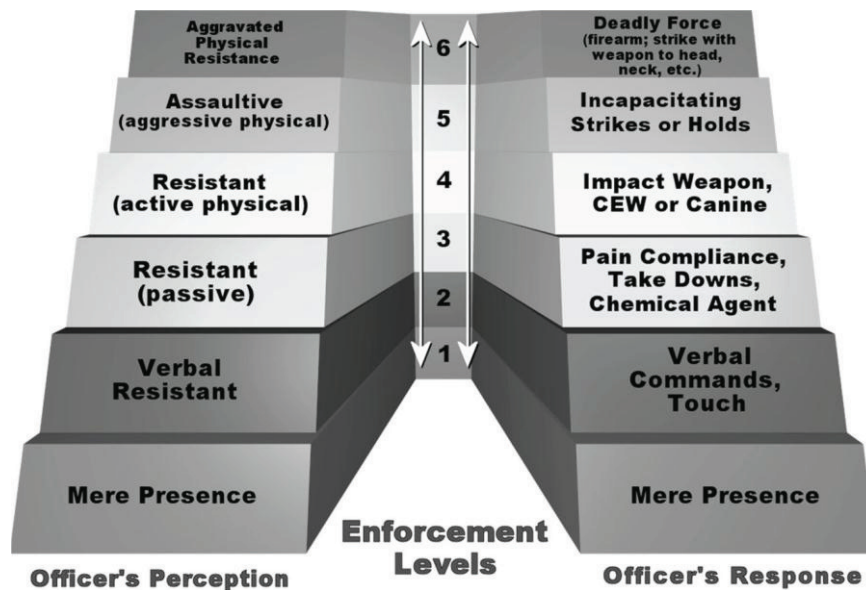 Aggravated
Physical
Resistance
6
Deadly Force
(firearm; strike with
weapon to head,
neck, etc.)
Assaultive
(aggressive physical)
5
Incapacitating
Strikes or Holds
Resistant
(active physical)
4
Impact Weapon,
CEW or Canine
Resistant
(passive)
3
Pain Compliance,
Take Downs,
Chemical Agent
2
Verbal
Resistant
1
Verbal
Commands,
Touch
Mere Presence
Mere Presence
Enforcement
Levels
Officer's Perception
Officer's Response